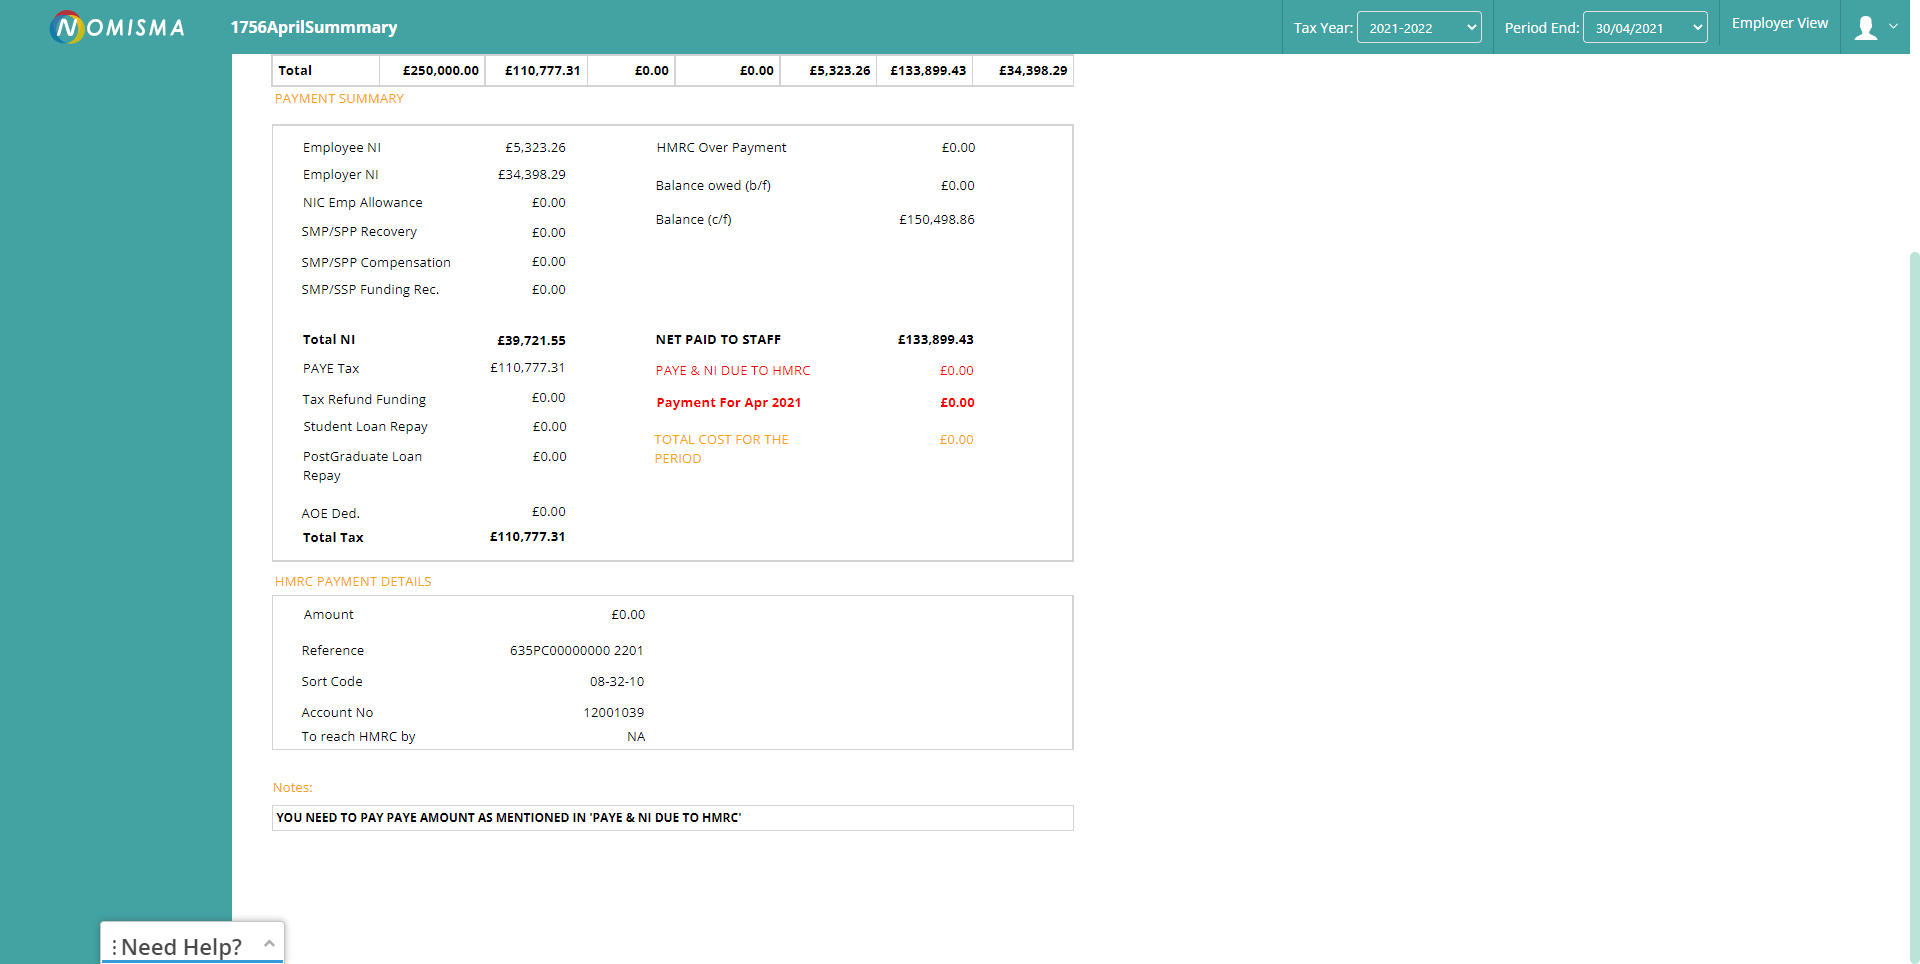 NOMISMA
1756AprilSummmary
Tax Year: 2021-2022
Period End: 30/04/2021
Employer View
Total £250,000.00 £110,777.31 £0.00 £0.00 £5,323.26 £133,899.43 £34,398.29
PAYMENT SUMMARY
Employee NI £5,323.26 HMRC Over Payment £0.00
Employer NI £34,398.29 Balance owed (b/f) £0.00
NIC Emp Allowance £0.00 Balance (c/f) £150,498.86
SMP/SPP Recovery £0.00
SMP/SPP Compensation £0.00
SMP/SSP Funding Rec. £0.00
Total NI £39,721.55 NET PAID TO STAFF £133,899.43
PAYE Tax £110,777.31 PAYE & NI DUE TO HMRC £0.00
Tax Refund Funding £0.00 Payment For Apr 2021 £0.00
Student Loan Repay £0.00 TOTAL COST FOR THE £0.00
PostGraduate Loan £0.00 PERIOD
Repay
AOE Ded. £0.00
Total Tax £110,777.31
HMRC PAYMENT DETAILS
Amount £0.00
Reference 635PC00000000 2201
Sort Code 08-32-10
Account No 12001039
To reach HMRC by NA
Notes:
YOU NEED TO PAY PAYE AMOUNT AS MENTIONED IN 'PAYE & NI DUE TO HMRC'
Need Help?